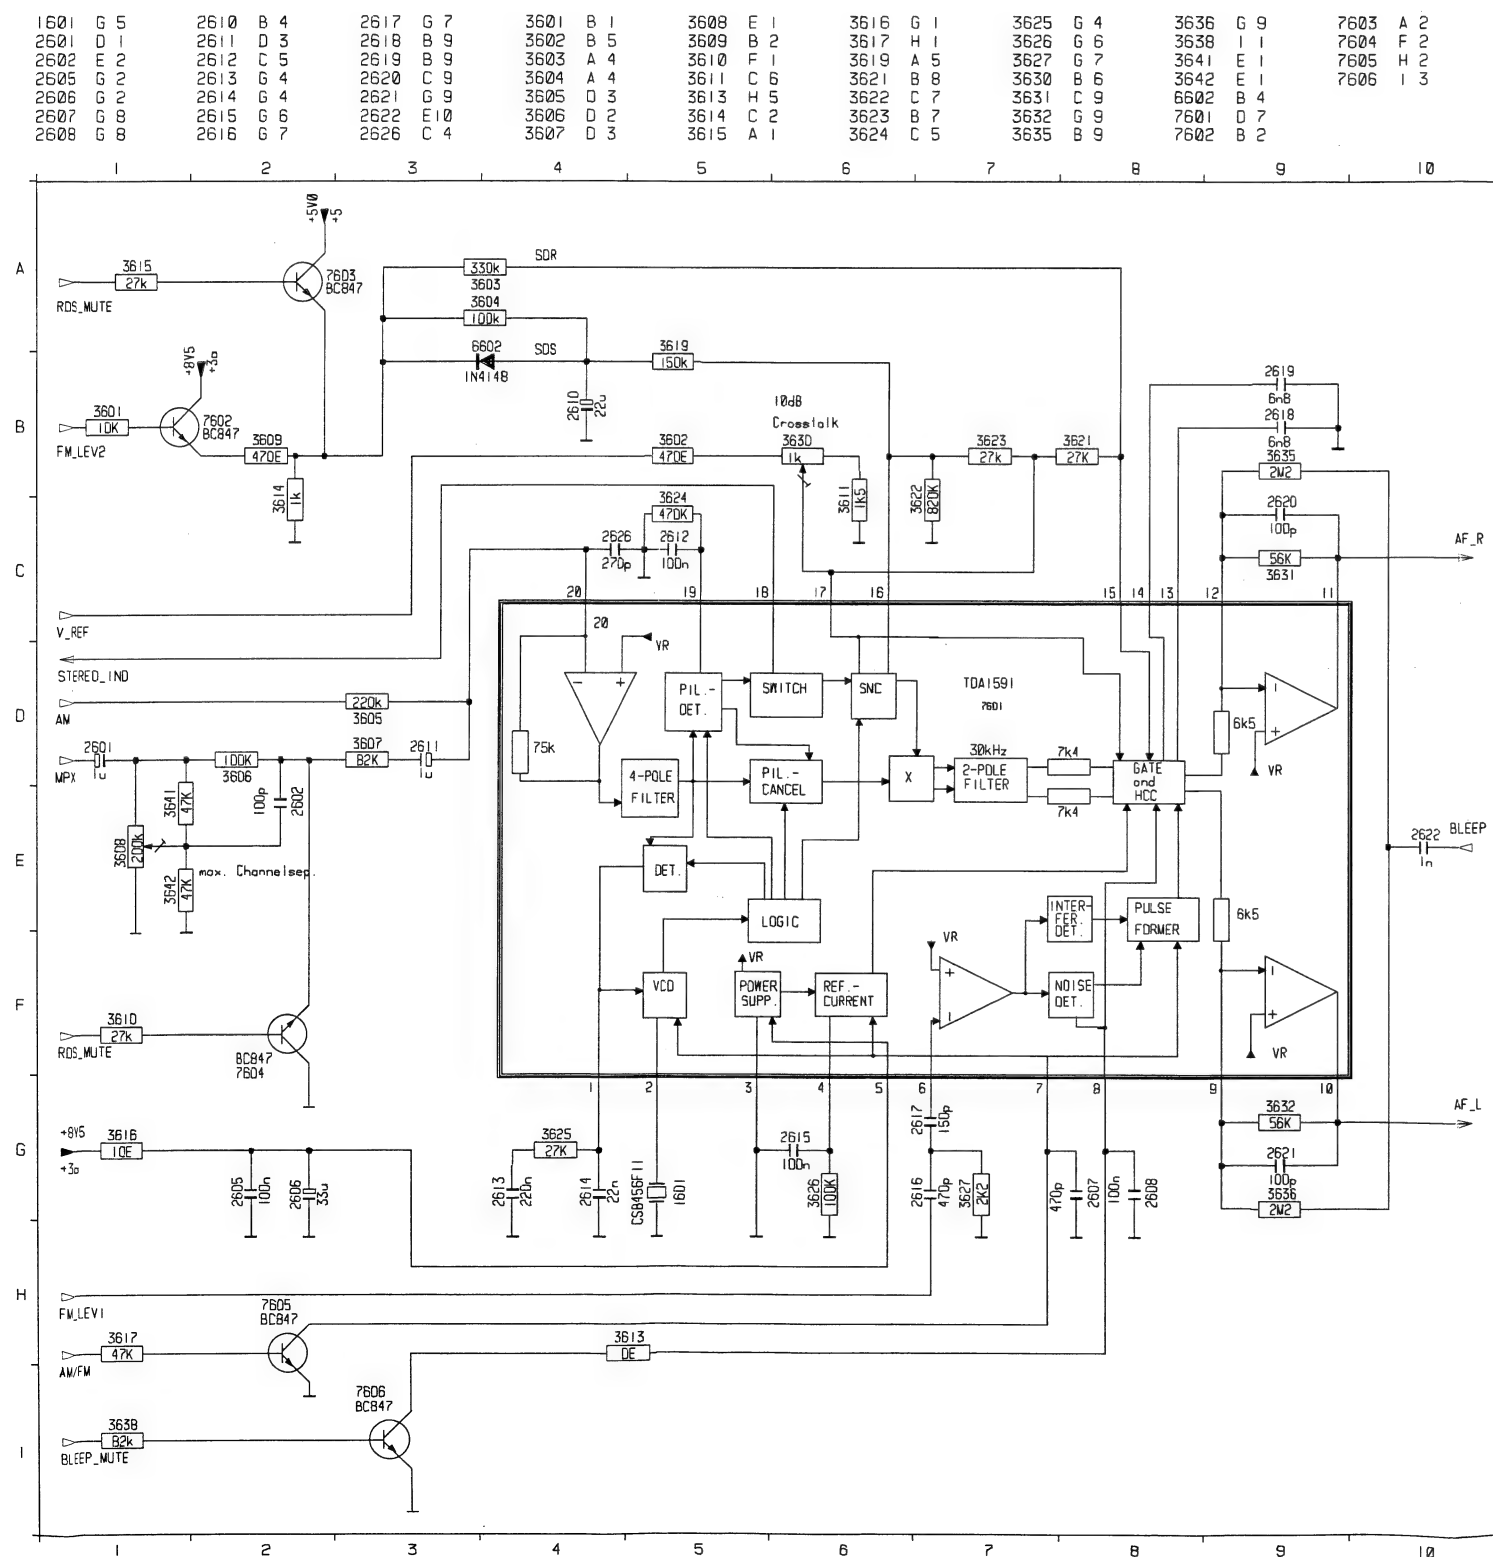 1601 G 5 2610 B 4 2617 G 7 3601 B 1 3608 E 1 3616 G 1 3625 G 4 3636 G 9 7603 A 2
2601 D 1 2611 D 3 2618 B 9 3602 B 5 3609 B 2 3617 H 1 3626 G 6 3638 I 1 7604 F 2
2602 E 2 2612 C 5 2619 B 9 3603 A 4 3610 F 1 3619 A 5 3627 G 7 3641 E 1 7605 H 2
2605 G 2 2613 G 4 2620 C 9 3604 A 4 3611 C 6 3621 B 8 3630 B 6 3642 E 1 7606 I 3
2606 G 2 2614 G 4 2621 G 9 3605 D 3 3613 H 5 3622 C 7 3631 C 9 6602 B 4
2607 G 8 2615 G 6 2622 E10 3606 D 2 3614 C 2 3623 B 7 3632 G 9 7601 D 7
2608 G 8 2616 G 7 2626 C 4 3607 D 3 3615 A 1 3624 C 5 3635 B 9 7602 B 2
1 2 3 4 5 6 7 8 9 10
+5V0
+5
A
3615
27k
RDS_MUTE
7603
BC847
330k
3603
SDR
3604
100k
6602
1N4148
SDS
3619
150k
+8V5
+3a
B
3601
10K
FM_LEV2
7602
BC847
3609
470E
3614
1k
2610
22u
3602
470E
10dB
Crosstalk
3630
1k
3611
1k5
3622
820K
3623
27k
3621
27K
2619
6n8
2618
6n8
3635
2M2
2620
100p
56K
3631
AF_R
C
3624
470K
2626
270p
2612
100n
V_REF
STEREO_IND
20 19 18 17 16 15 14 13 12 11
20
VR
D
AM
220k
3605
MPX
2601
1u
100K
3606
3607
82K
2611
1u
75k
PIL.-
DET.
SWITCH
SNC
TDA1591
7601
6k5
VR
4-POLE
FILTER
PIL.-
CANCEL
X
30kHz
2-POLE
FILTER
7k4
7k4
GATE
and
HCC
E
3641
47K
100p
2602
3608
200k
3642
47K
max. Channelsep.
DET.
LOGIC
INTER-
FER.
DET.
PULSE
FORMER
6k5
2622
1n
BLEEP
F
3610
27K
RDS_MUTE
BC847
7604
VCO
VR
POWER
SUPP.
REF.-
CURRENT
VR
NOISE
DET.
VR
1 2 3 4 5 6 7 8 9 10
G
+8V5
+3a
3616
10E
2605
100n
2606
33u
3625
27K
2613
220n
2614
22n
CSB456F11
1601
2615
100n
3626
100K
2617
150p
2616
470p
3627
2K2
470p
2607
100n
2608
3632
56K
2621
100p
3636
2M2
AF_L
H
FM_LEV1
7605
BC847
3617
47K
AM/FM
3613
0E
I
3638
82k
BLEEP_MUTE
7606
BC847
1 2 3 4 5 6 7 8 9 10